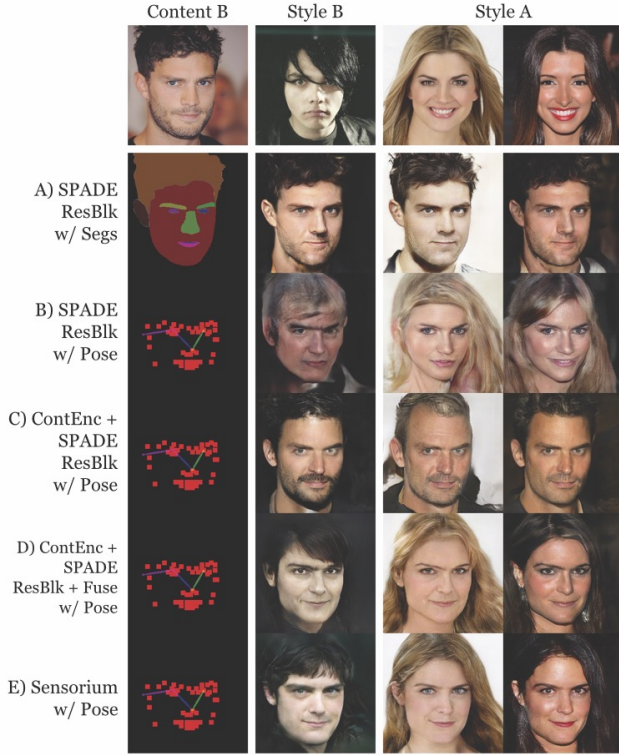 Content B Style B Style A
A) SPADE
ResBlk
w/ Segs
B) SPADE
ResBlk
w/ Pose
C) ContEnc +
SPADE
ResBlk
w/ Pose
D) ContEnc +
SPADE
ResBlk + Fuse
w/ Pose
E) Sensorium
w/ Pose